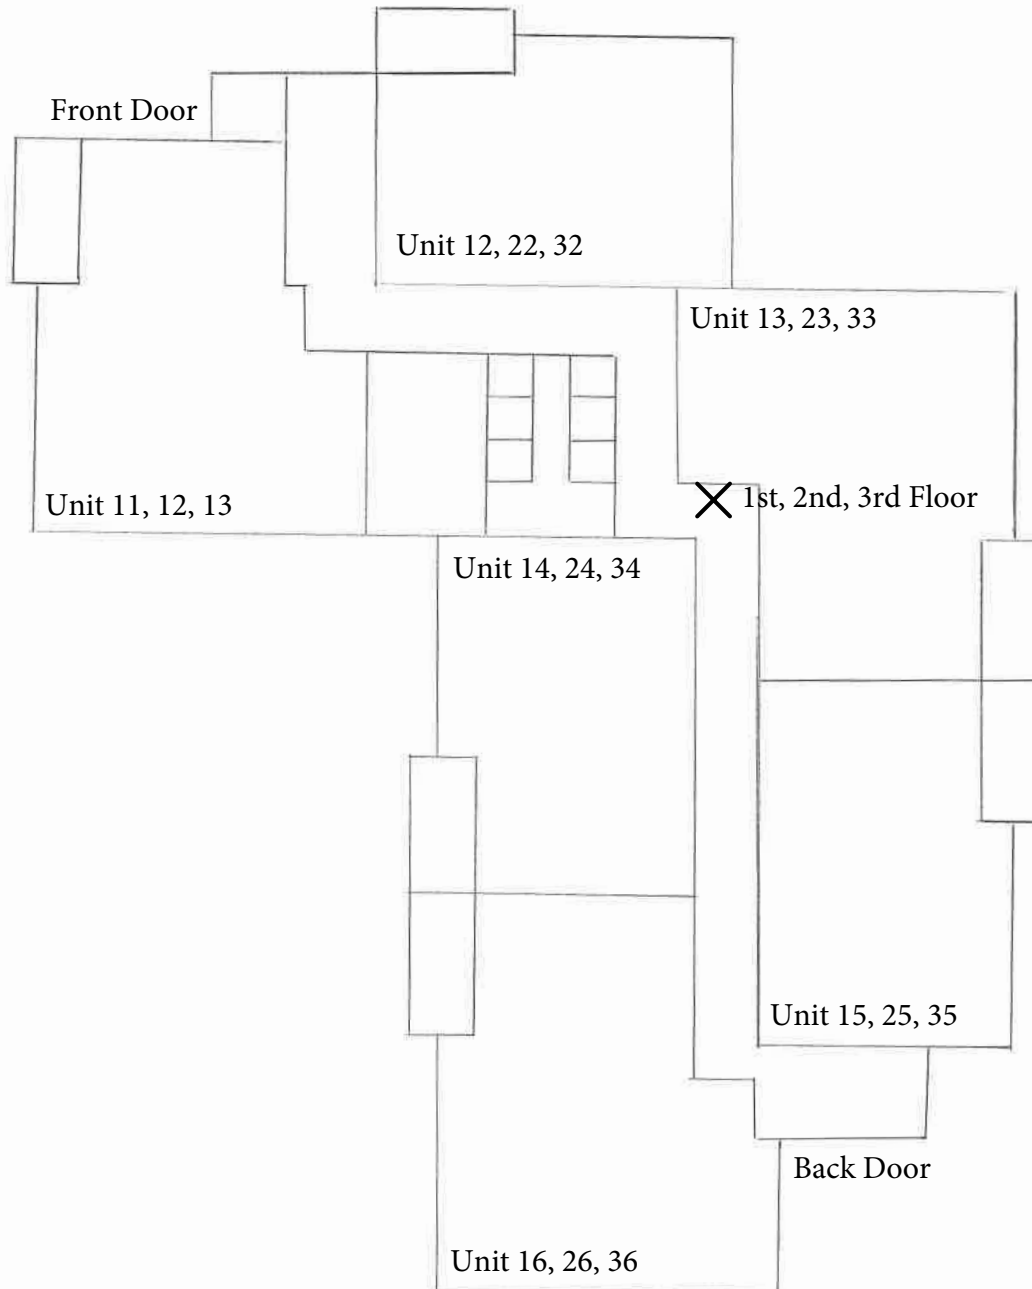 Front Door
Unit 12, 22, 32
Unit 13, 23, 33
Unit 11, 12, 13
1st, 2nd, 3rd Floor
Unit 14, 24, 34
Unit 15, 25, 35
Back Door
Unit 16, 26, 36